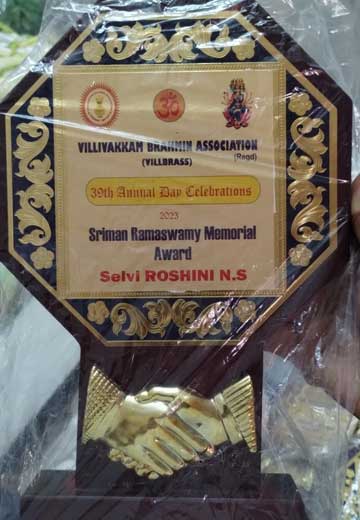 ॐ
VILLIVAKKAM BRAHMIN ASSOCIATION
(VILLBRASS) (Regd)
39th Annual Day Celebrations
2023
Sriman Ramaswamy Memorial
Award
Selvi ROSHINI N.S